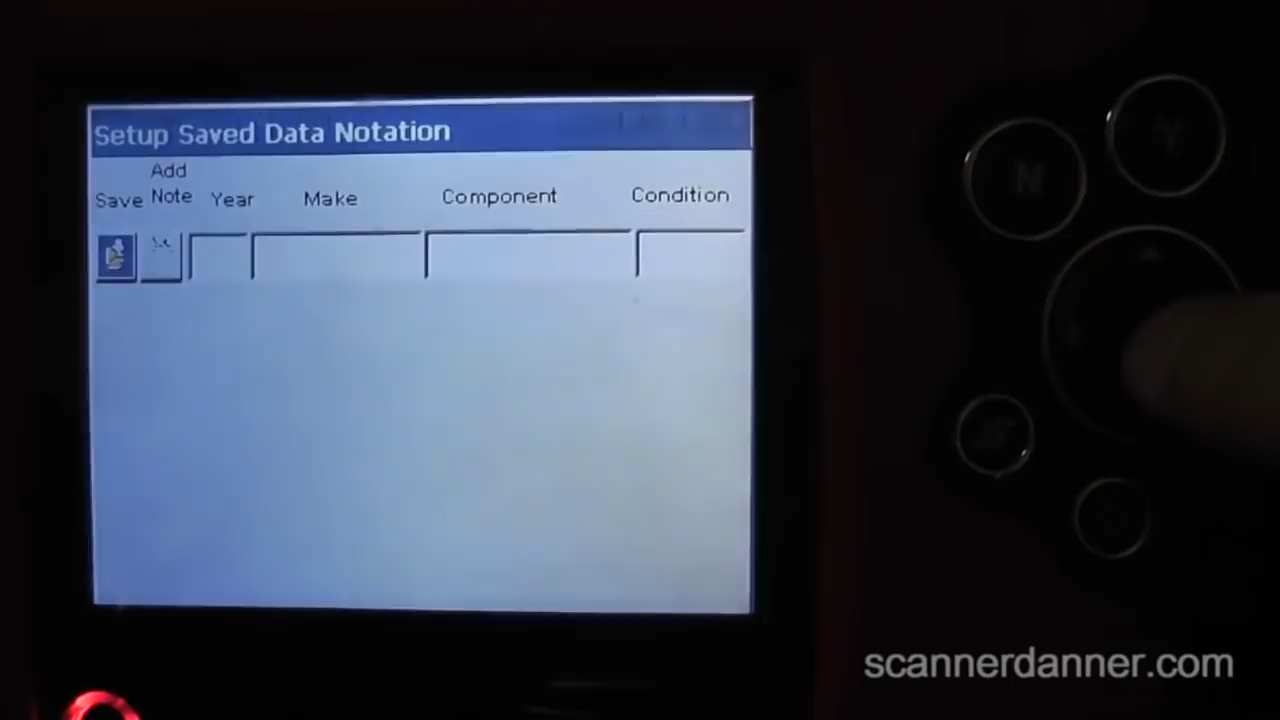 Setup Saved Data Notation
Save Add Note Year Make Component Condition
N
Y
scannerdanner.com